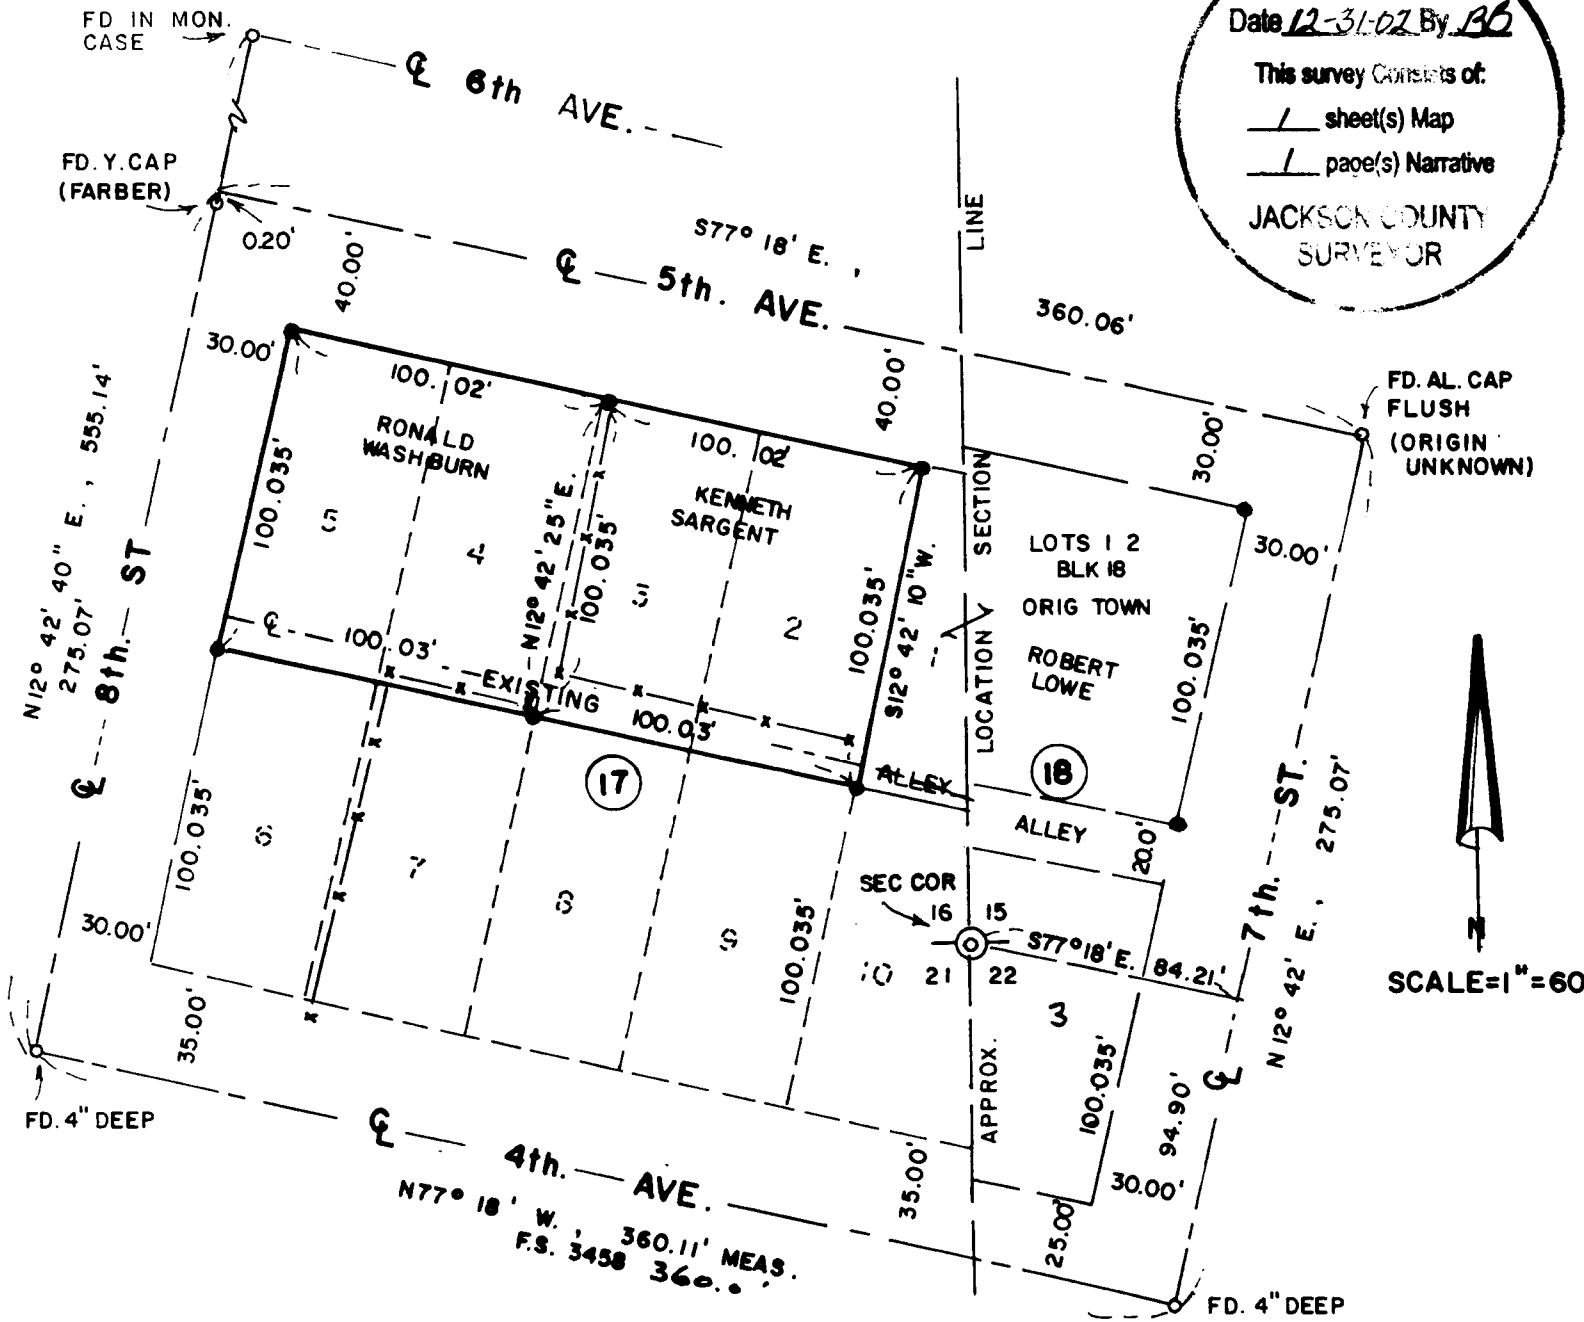 FD IN MON.
CASE
℄ 6th AVE.
Date 12-31-02 By BB
This survey Consists of:
1 sheet(s) Map
1 page(s) Narrative
JACKSON COUNTY
SURVEYOR
FD. Y. CAP
(FARBER)
0.20'
40.00'
S77° 18' E. ,
℄ 5th. AVE.
360.06'
LINE
30.00'
100.02'
RONALD
WASHBURN
100.035'
5
4
N12° 42' 25" E.
100.035'
100.02'
KENNETH
SARGENT
3
2
40.00'
100.035'
S12° 42' 10" W.
SECTION
LOCATION
LOTS 1 2
BLK 18
ORIG TOWN
ROBERT
LOWE
30.00'
30.00'
100.035'
FD. AL. CAP
FLUSH
(ORIGIN
UNKNOWN)
N12° 42' 40" E. , 555.14'
275.07'
℄ 8th. ST
℄
100.03'
EXISTING
100.03'
ALLEY
17
18
ALLEY
20.0'
100.035'
6
7
8
9
100.035'
10
SEC COR
16 15
21 22
S77° 18' E. 84.21'
3
℄ 7th. ST.
N12° 42' E. , 275.07'
N
SCALE=1"=60
30.00'
35.00'
FD. 4" DEEP
℄ 4th. AVE.
N77° 18' W. , 360.11' MEAS.
F.S. 3458 360.0'
35.00'
APPROX.
100.035'
94.90'
30.00'
25.00'
FD. 4" DEEP